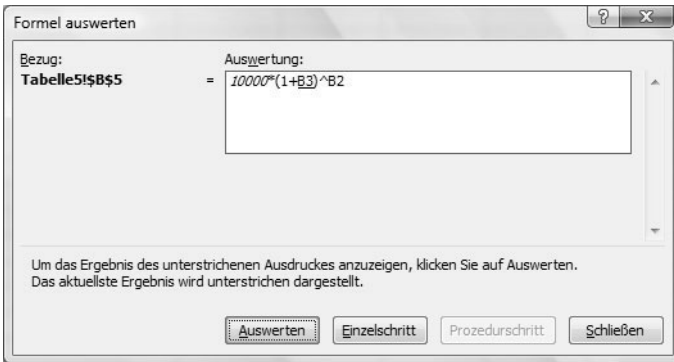 Formel auswerten
?
X
Bezug:
Auswertung:
Tabelle5!$B$5 = 10000*(1+B3)^B2
Um das Ergebnis des unterstrichenen Ausdruckes anzuzeigen, klicken Sie auf Auswerten.
Das aktuellste Ergebnis wird unterstrichen dargestellt.
Auswerten Einzelschritt Prozedurschritt Schließen